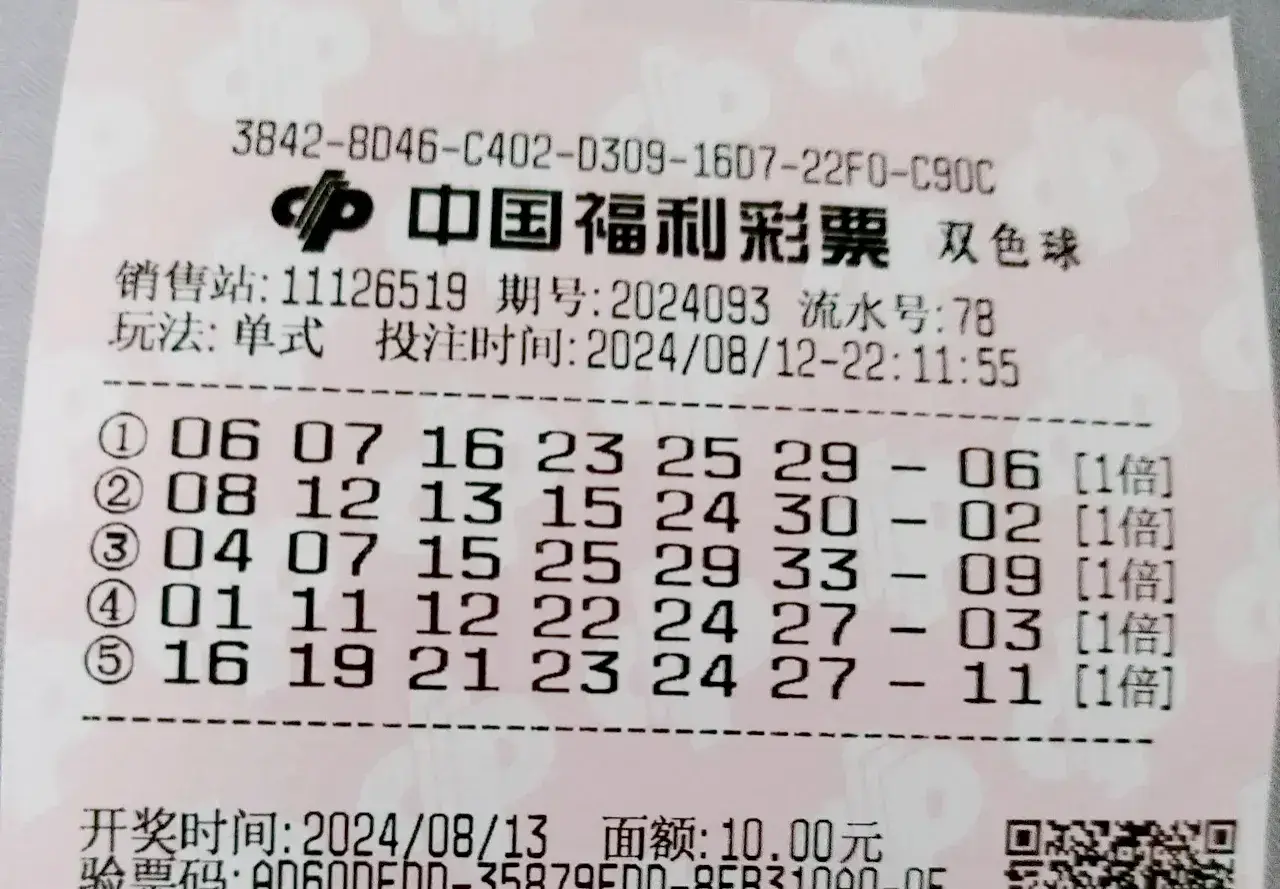 3842-8D46-C402-D309-16D7-22F0-C90C
中国福利彩票 双色球
销售站:11126519 期号:2024093 流水号:78
玩法:单式 投注时间:2024/08/12-22:11:55
① 06 07 16 23 25 29 - 06 [1倍]
② 08 12 13 15 24 30 - 02 [1倍]
③ 04 07 15 25 29 33 - 09 [1倍]
④ 01 11 12 22 24 27 - 03 [1倍]
⑤ 16 19 21 23 24 27 - 11 [1倍]
开奖时间:2024/08/13 面额:10.00元
验票码: